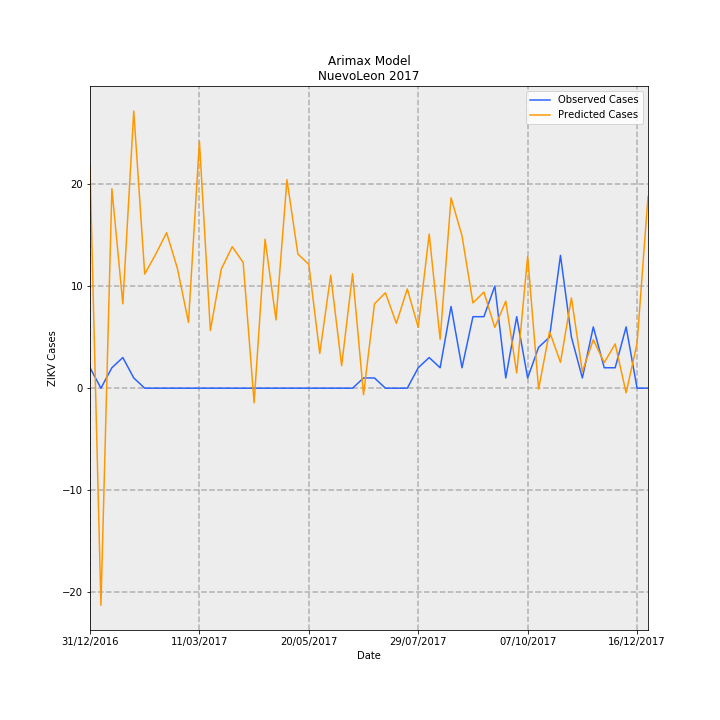 Arimax Model
NuevoLeon 2017
Observed Cases
Predicted Cases
20
10
0
−10
−20
ZIKV Cases
31/12/2016
11/03/2017
20/05/2017
29/07/2017
07/10/2017
16/12/2017
Date